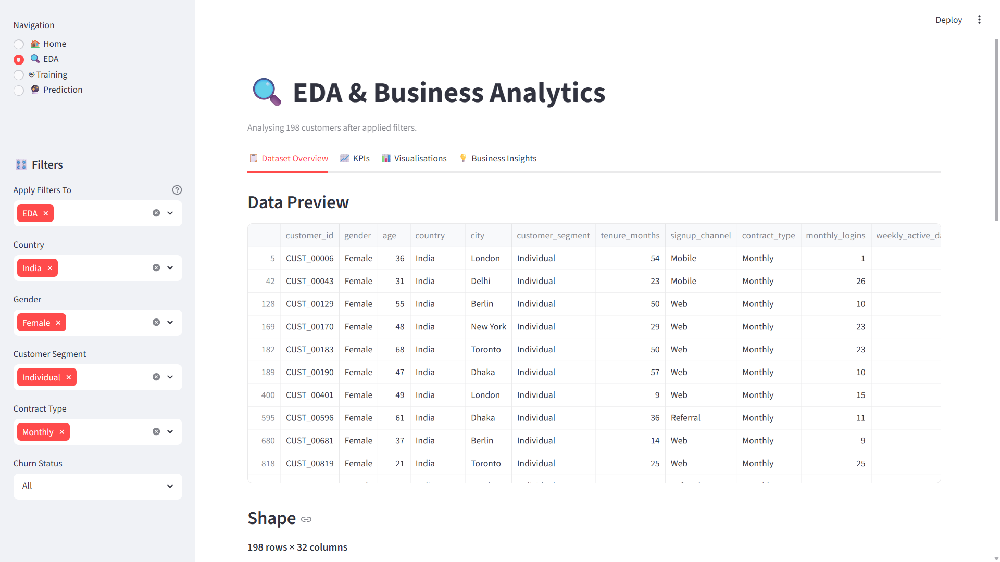 Navigation
Home
EDA
Training
Prediction
Filters
Apply Filters To
EDA
Country
India
Gender
Female
Customer Segment
Individual
Contract Type
Monthly
Churn Status
All
Deploy
EDA & Business Analytics
Analysing 198 customers after applied filters.
Dataset Overview KPIs Visualisations Business Insights
Data Preview
customer_id gender age country city customer_segment tenure_months signup_channel contract_type monthly_logins weekly_active_d
5 CUST_00006 Female 36 India London Individual 54 Mobile Monthly 1
42 CUST_00043 Female 31 India Delhi Individual 23 Mobile Monthly 26
128 CUST_00129 Female 55 India Berlin Individual 50 Web Monthly 10
169 CUST_00170 Female 48 India New York Individual 29 Web Monthly 23
182 CUST_00183 Female 68 India Toronto Individual 50 Web Monthly 23
189 CUST_00190 Female 47 India Dhaka Individual 57 Web Monthly 10
400 CUST_00401 Female 49 India London Individual 9 Web Monthly 15
595 CUST_00596 Female 61 India Dhaka Individual 36 Referral Monthly 11
680 CUST_00681 Female 37 India Berlin Individual 14 Web Monthly 9
818 CUST_00819 Female 21 India Toronto Individual 25 Web Monthly 25
Shape
198 rows × 32 columns